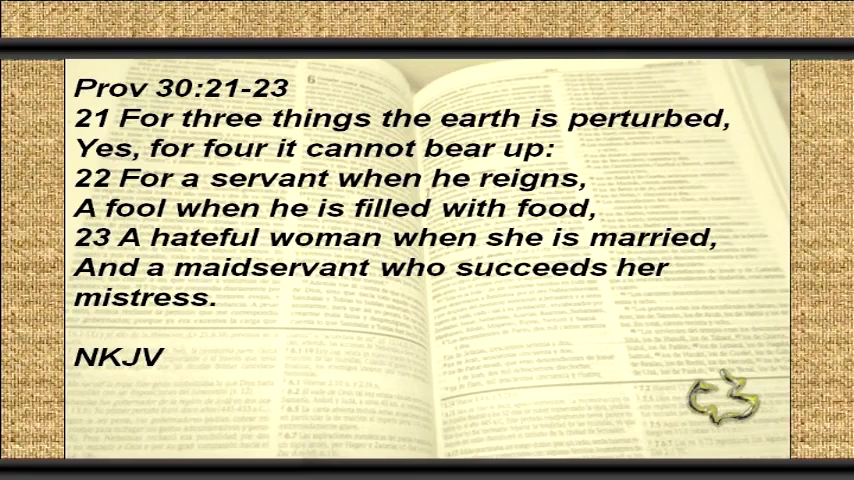 Prov 30:21-23
21 For three things the earth is perturbed,
Yes, for four it cannot bear up:
22 For a servant when he reigns,
A fool when he is filled with food,
23 A hateful woman when she is married,
And a maidservant who succeeds her
mistress.
NKJV